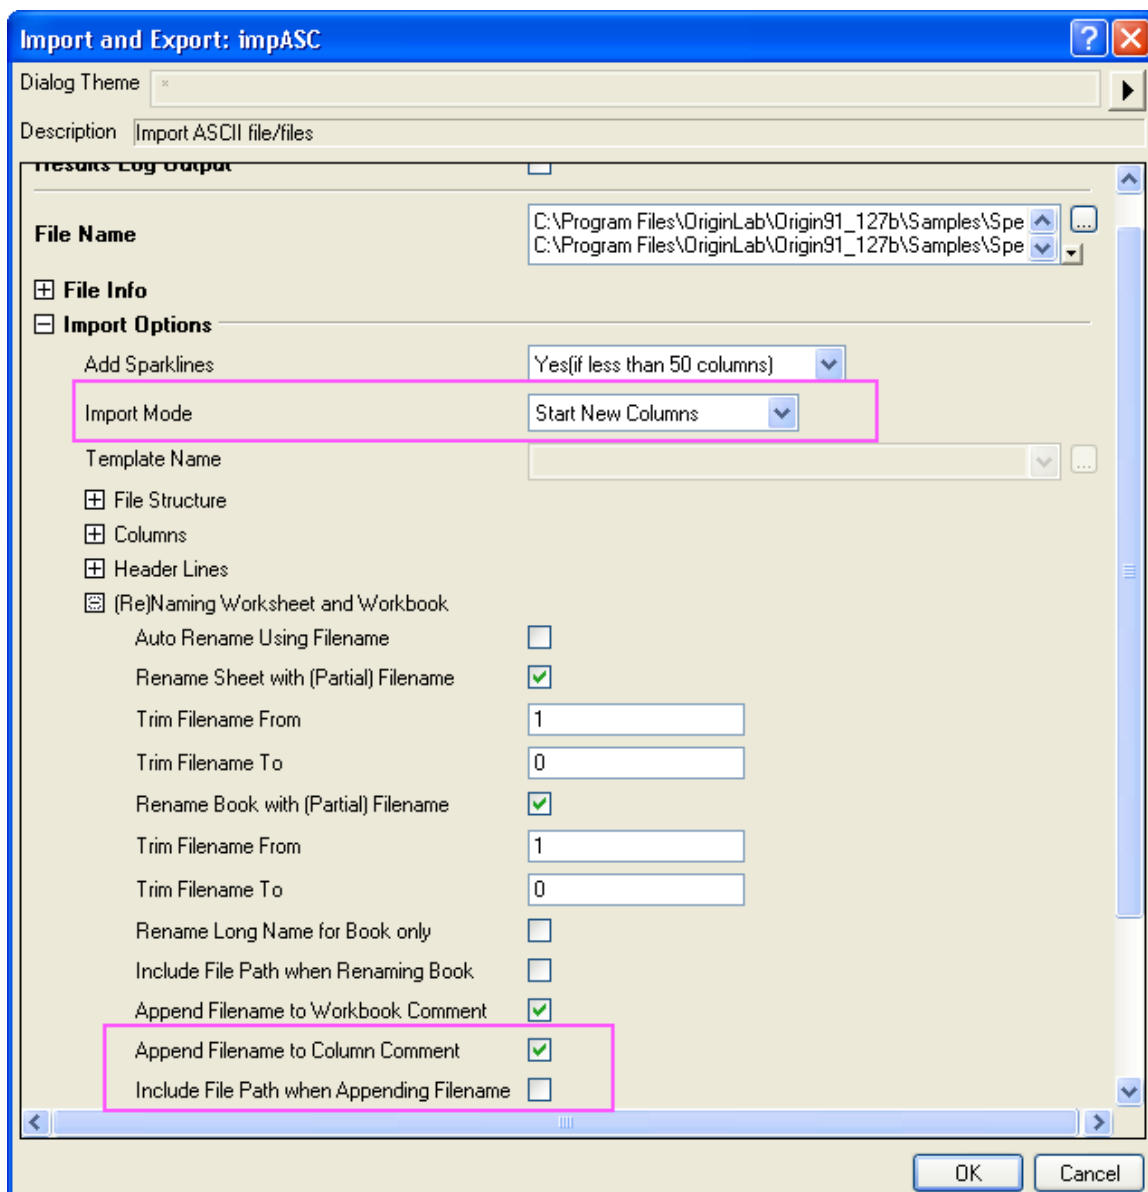 Import and Export: impASC
Dialog Theme *
Description Import ASCII file/files
Results Log Output
File Name C:\Program Files\OriginLab\Origin91_127b\Samples\Spe ...
C:\Program Files\OriginLab\Origin91_127b\Samples\Spe
File Info
Import Options
Add Sparklines Yes(if less than 50 columns)
Import Mode Start New Columns
Template Name ...
File Structure
Columns
Header Lines
(Re)Naming Worksheet and Workbook
Auto Rename Using Filename
Rename Sheet with (Partial) Filename
Trim Filename From 1
Trim Filename To 0
Rename Book with (Partial) Filename
Trim Filename From 1
Trim Filename To 0
Rename Long Name for Book only
Include File Path when Renaming Book
Append Filename to Workbook Comment
Append Filename to Column Comment
Include File Path when Appending Filename
OK Cancel